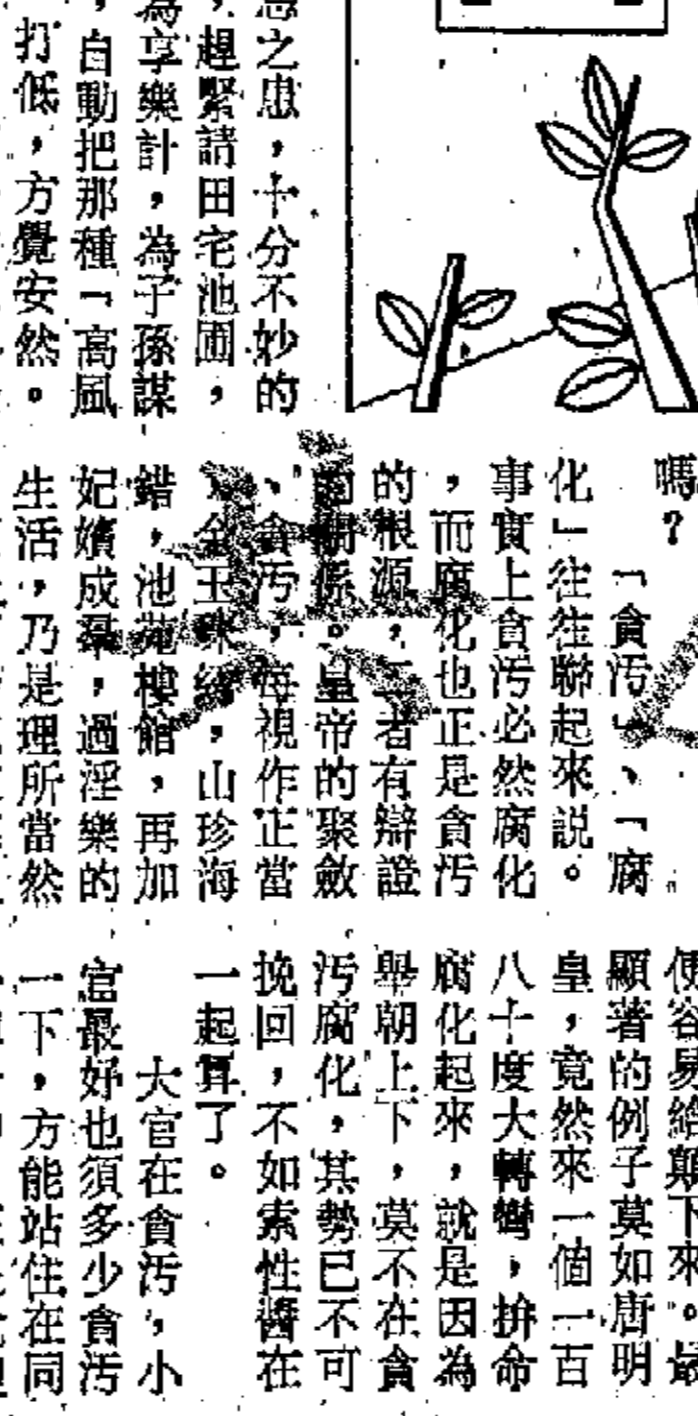 之患，十分不妙的
，趕緊請田宅池圃，
為享樂計，為子孫謀
，自動把那種「高風
打低，方覺安然。
嗎？
「貪污」、「腐
化」往往聯起來説。
事實上貪污必然腐化
，而腐化也正是貪污
的根源，二者有辯證
的關係。皇帝的聚斂
、貪污，每視作正當
，金玉珠，山珍海
錯，池苑樓館，再加
妃嬪成羣，過淫樂的
生活，乃是理所當然
便容易給顛下來。最
顯著的例子莫如唐明
皇，竟然來一個一百
八十度大轉彎，拚命
腐化起來，就是因為
舉朝上下，莫不在貪
污腐化，其勢已不可
挽回，不如索性醬在
一起算了。
大官在貪污，小
官最好也須多少貪污
一下，方能站住在同